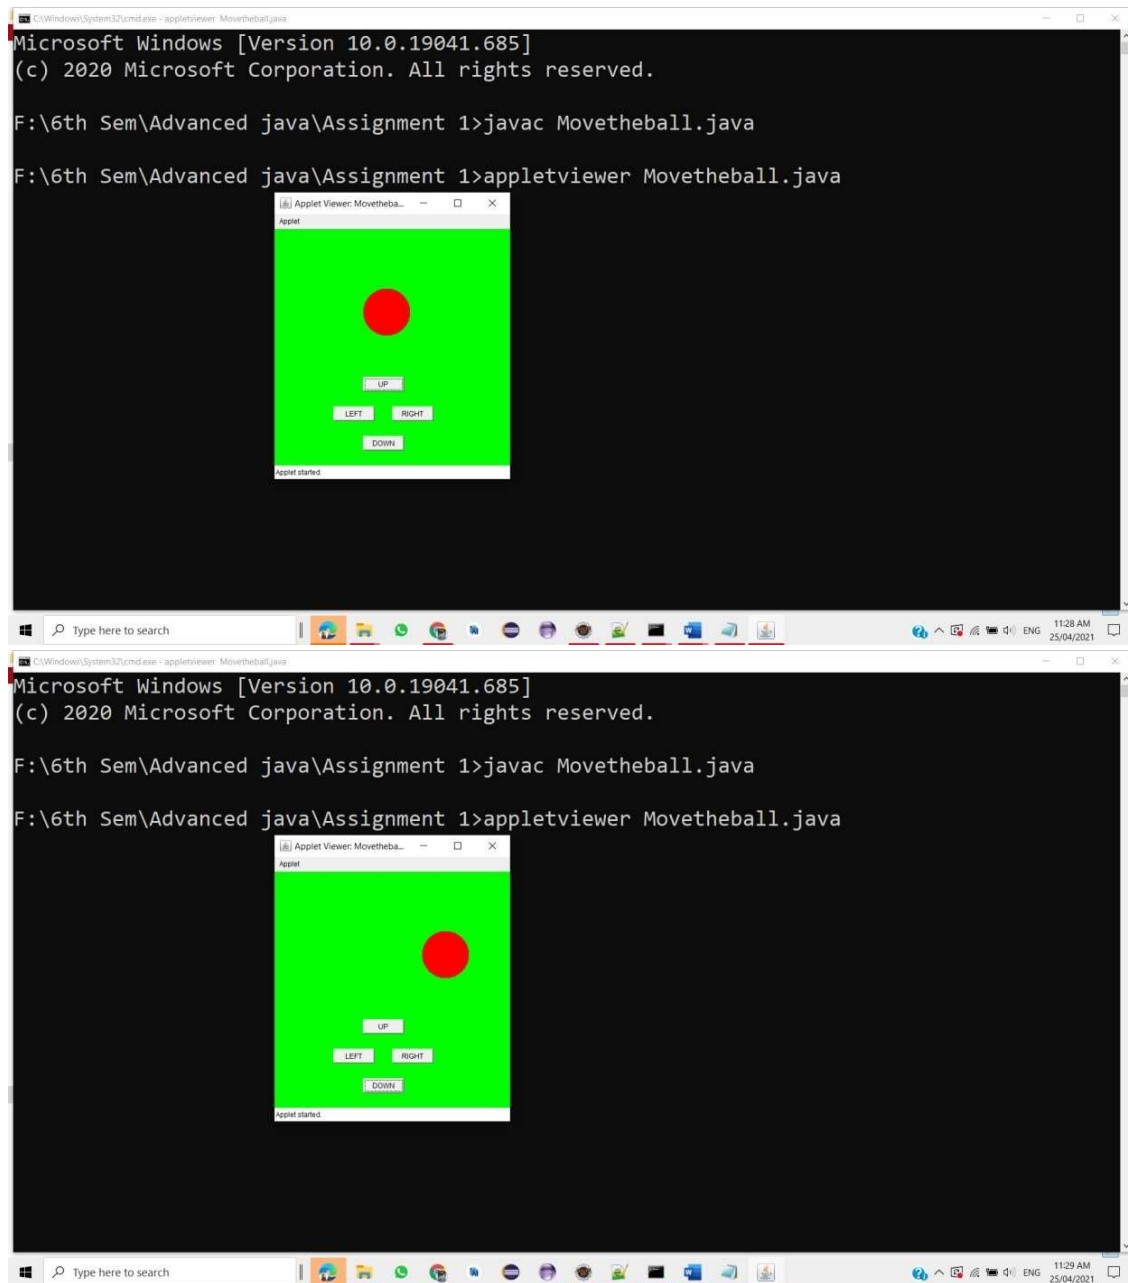 C:\Windows\System32\cmd.exe - appletviewer Movetheball.java
Microsoft Windows [Version 10.0.19041.685]
(c) 2020 Microsoft Corporation. All rights reserved.
F:\6th Sem\Advanced java\Assignment 1>javac Movetheball.java
F:\6th Sem\Advanced java\Assignment 1>appletviewer Movetheball.java
Applet Viewer: Movetheba...
Applet
UP
LEFT RIGHT
DOWN
Applet started.
Type here to search
ENG
11:28 AM
25/04/2021
C:\Windows\System32\cmd.exe - appletviewer Movetheball.java
Microsoft Windows [Version 10.0.19041.685]
(c) 2020 Microsoft Corporation. All rights reserved.
F:\6th Sem\Advanced java\Assignment 1>javac Movetheball.java
F:\6th Sem\Advanced java\Assignment 1>appletviewer Movetheball.java
Applet Viewer: Movetheba...
Applet
UP
LEFT RIGHT
DOWN
Applet started.
Type here to search
ENG
11:29 AM
25/04/2021